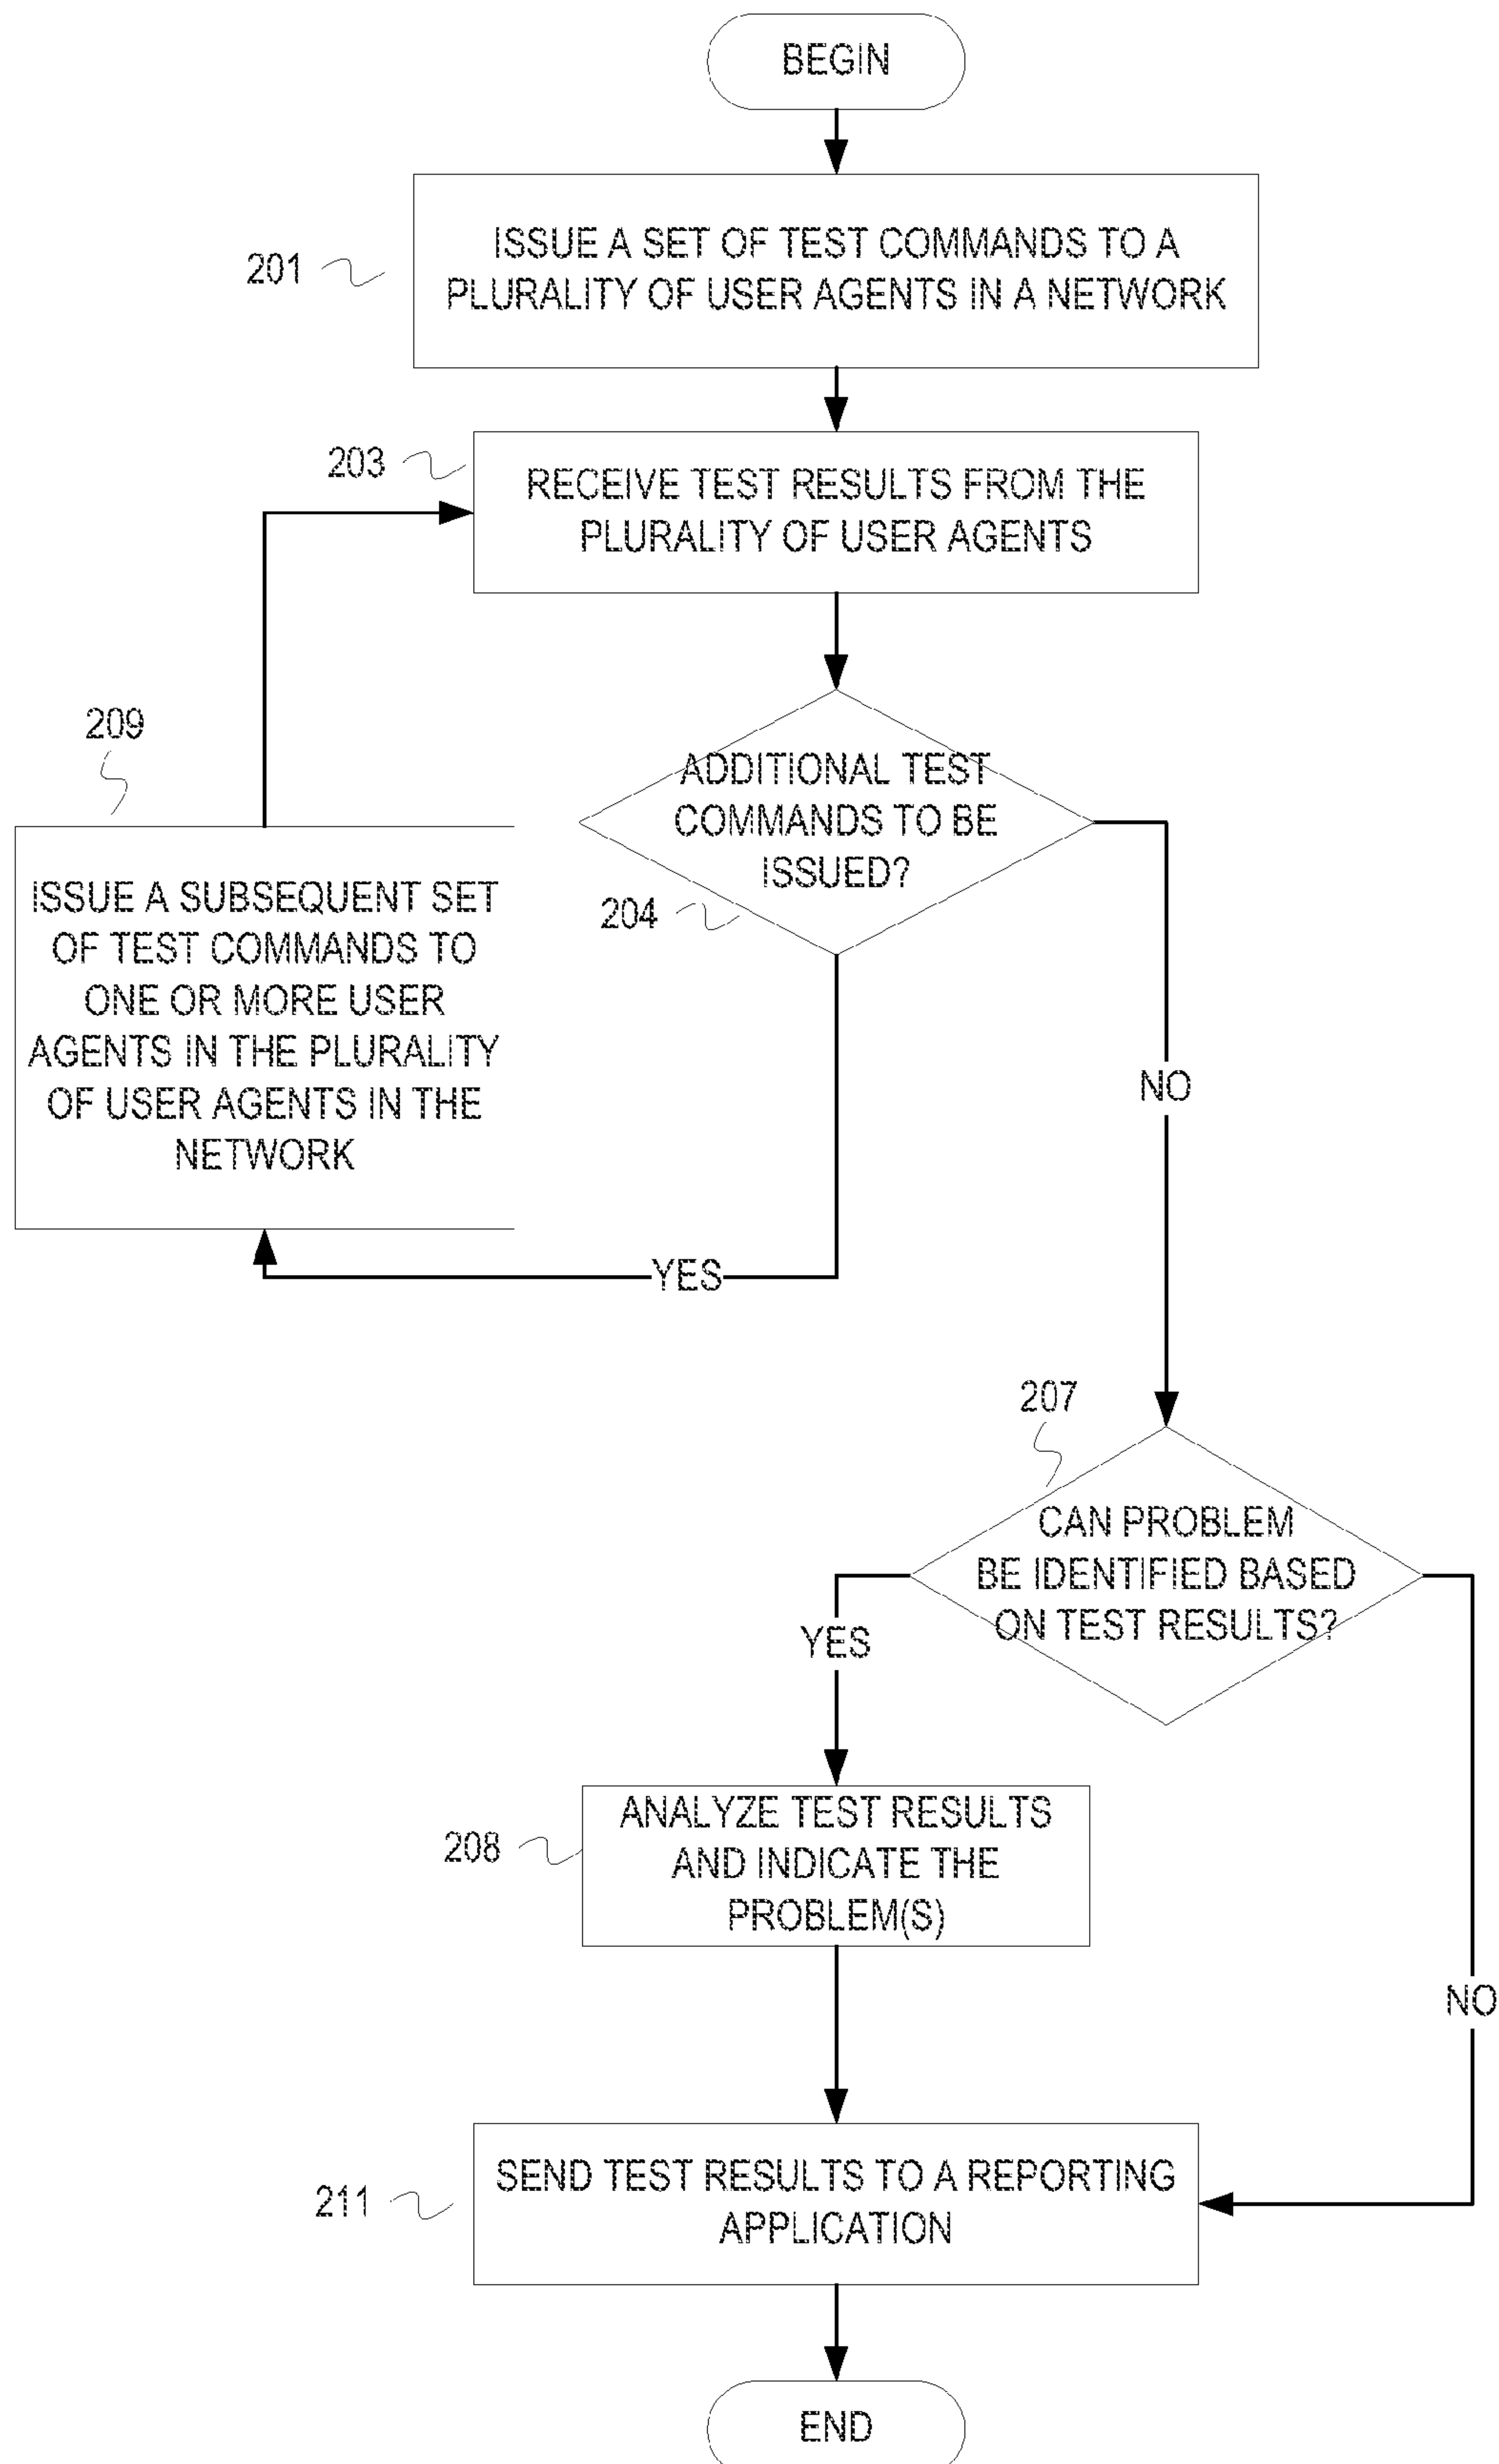 BEGIN
201
ISSUE A SET OF TEST COMMANDS TO A
PLURALITY OF USER AGENTS IN A NETWORK
203
RECEIVE TEST RESULTS FROM THE
PLURALITY OF USER AGENTS
209
ADDITIONAL TEST
COMMANDS TO BE
ISSUED?
204
ISSUE A SUBSEQUENT SET
OF TEST COMMANDS TO
ONE OR MORE USER
AGENTS IN THE PLURALITY
OF USER AGENTS IN THE
NETWORK
NO
YES
207
CAN PROBLEM
BE IDENTIFIED BASED
ON TEST RESULTS?
YES
208
ANALYZE TEST RESULTS
AND INDICATE THE
PROBLEM(S)
NO
211
SEND TEST RESULTS TO A REPORTING
APPLICATION
END